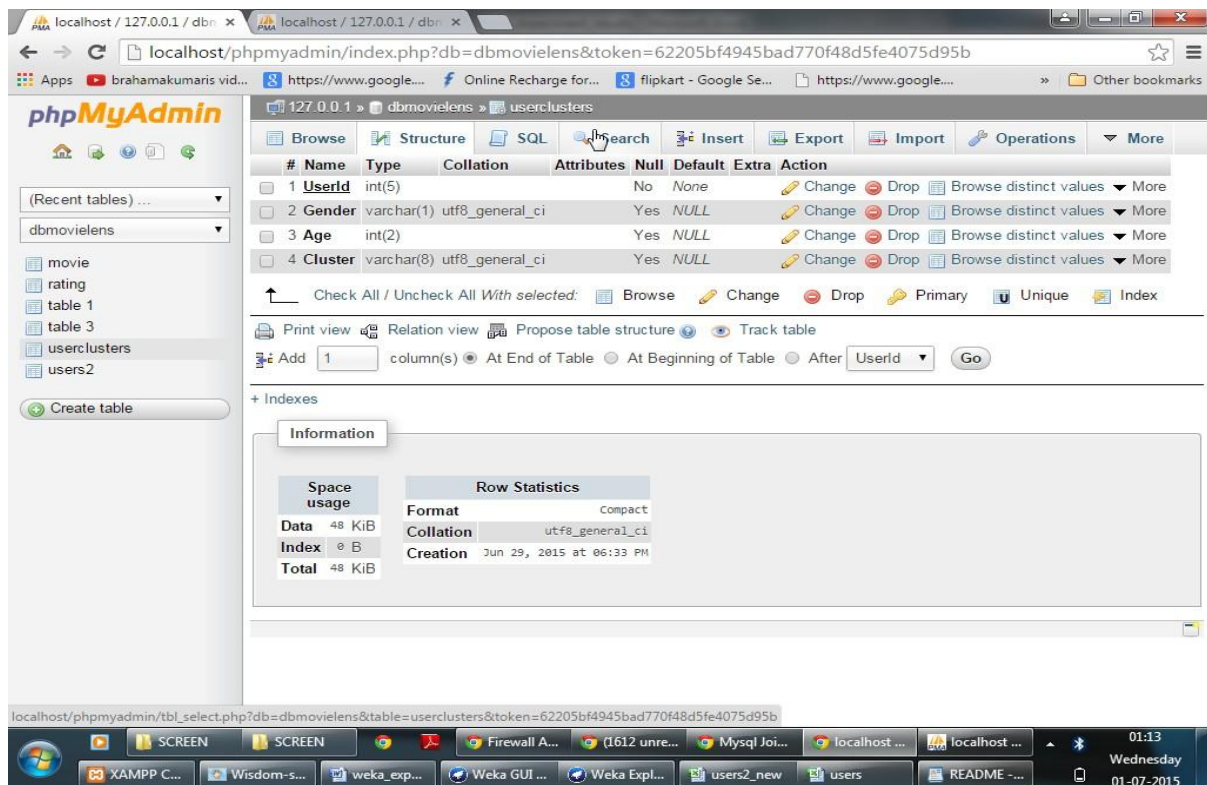 localhost / 127.0.0.1 / dbn
localhost / 127.0.0.1 / dbn
localhost/phpmyadmin/index.php?db=dbmovielens&token=62205bf4945bad770f48d5fe4075d95b
Apps brahamakumaris vid... https://www.google.... Online Recharge for... flipkart - Google Se... https://www.google.... » Other bookmarks
phpMyAdmin
(Recent tables) ...
dbmovielens
movie
rating
table 1
table 3
userclusters
users2
Create table
127.0.0.1 » dbmovielens » userclusters
Browse Structure SQL Search Insert Export Import Operations More
# Name Type Collation Attributes Null Default Extra Action
1 UserId int(5) No None Change Drop Browse distinct values More
2 Gender varchar(1) utf8_general_ci Yes NULL Change Drop Browse distinct values More
3 Age int(2) Yes NULL Change Drop Browse distinct values More
4 Cluster varchar(8) utf8_general_ci Yes NULL Change Drop Browse distinct values More
Check All / Uncheck All With selected: Browse Change Drop Primary Unique Index
Print view Relation view Propose table structure Track table
Add 1 column(s) At End of Table At Beginning of Table After UserId Go
+ Indexes
Information
Space usage
Data 48 KiB
Index 0 B
Total 48 KiB
Row Statistics
Format Compact
Collation utf8_general_ci
Creation Jun 29, 2015 at 06:33 PM
localhost/phpmyadmin/tbl_select.php?db=dbmovielens&table=userclusters&token=62205bf4945bad770f48d5fe4075d95b
SCREEN SCREEN Firewall A... (1612 unre... Mysql Joi... localhost ... localhost ...
XAMPP C... Wisdom-s... weka_exp... Weka GUI ... Weka Expl... users2_new users README -...
01:13
Wednesday
01-07-2015